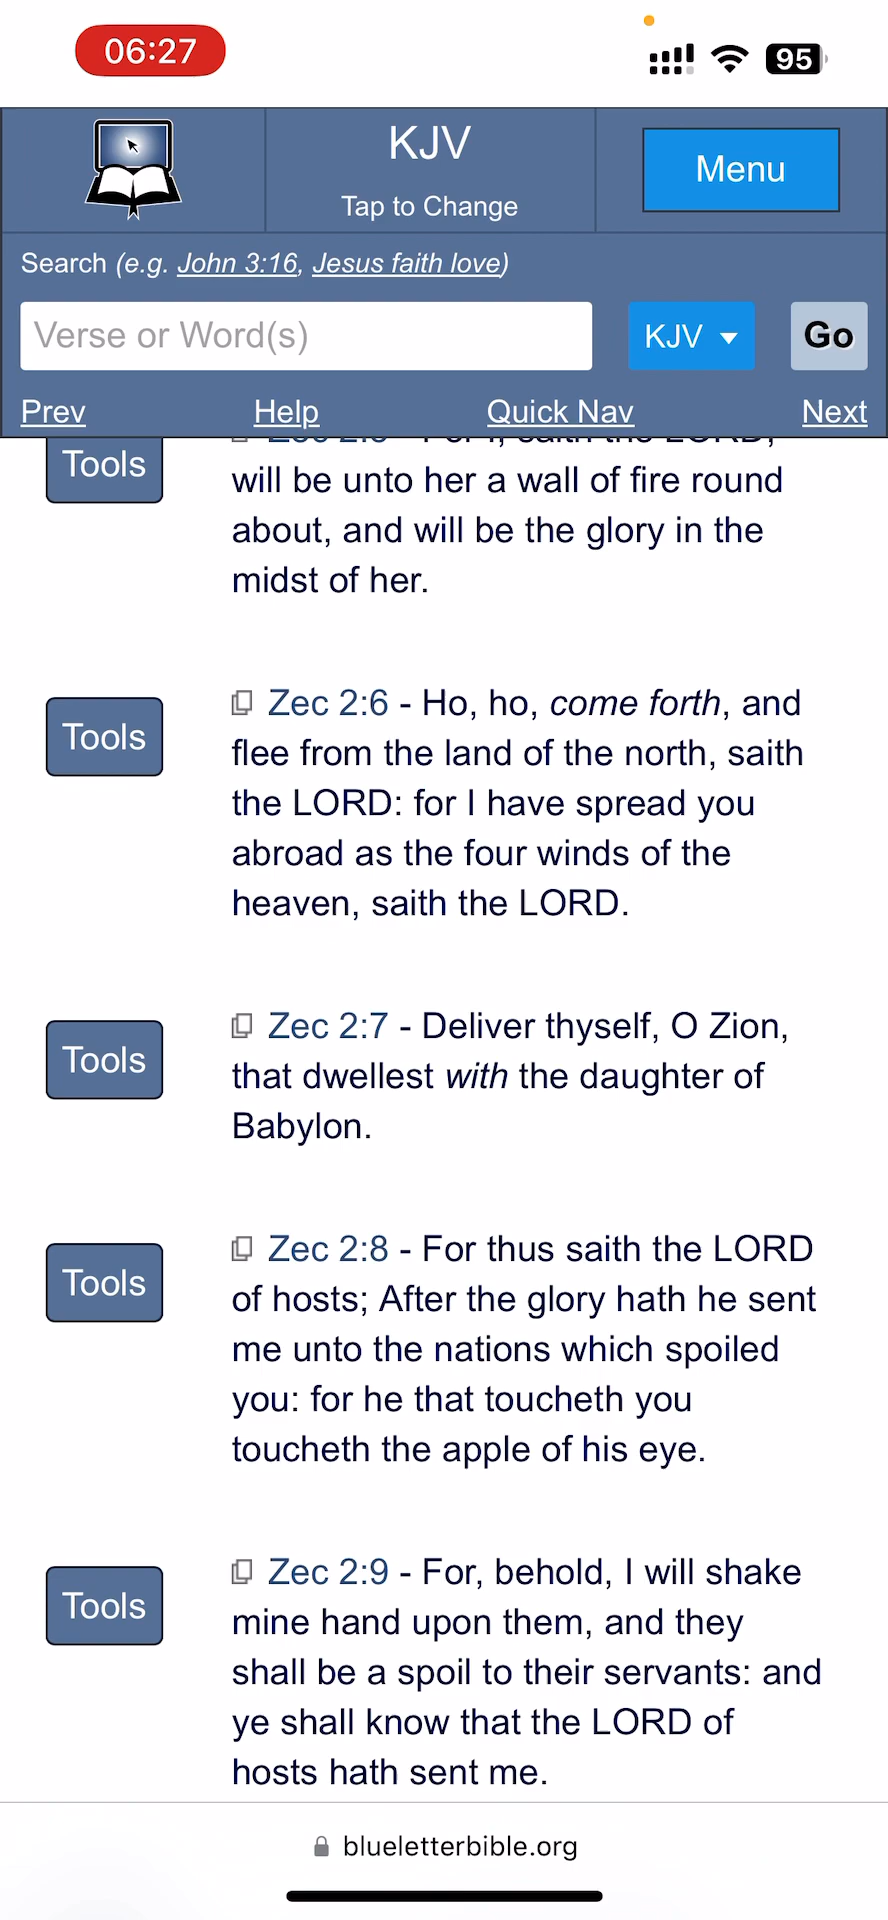 06:27
95
KJV
Tap to Change
Menu
Search (e.g. John 3:16, Jesus faith love)
Verse or Word(s)
KJV
Go
Prev Help Quick Nav Next
Tools
will be unto her a wall of fire round
about, and will be the glory in the
midst of her.
Tools
Zec 2:6 - Ho, ho, come forth, and
flee from the land of the north, saith
the LORD: for I have spread you
abroad as the four winds of the
heaven, saith the LORD.
Tools
Zec 2:7 - Deliver thyself, O Zion,
that dwellest with the daughter of
Babylon.
Tools
Zec 2:8 - For thus saith the LORD
of hosts; After the glory hath he sent
me unto the nations which spoiled
you: for he that toucheth you
toucheth the apple of his eye.
Tools
Zec 2:9 - For, behold, I will shake
mine hand upon them, and they
shall be a spoil to their servants: and
ye shall know that the LORD of
hosts hath sent me.
blueletterbible.org